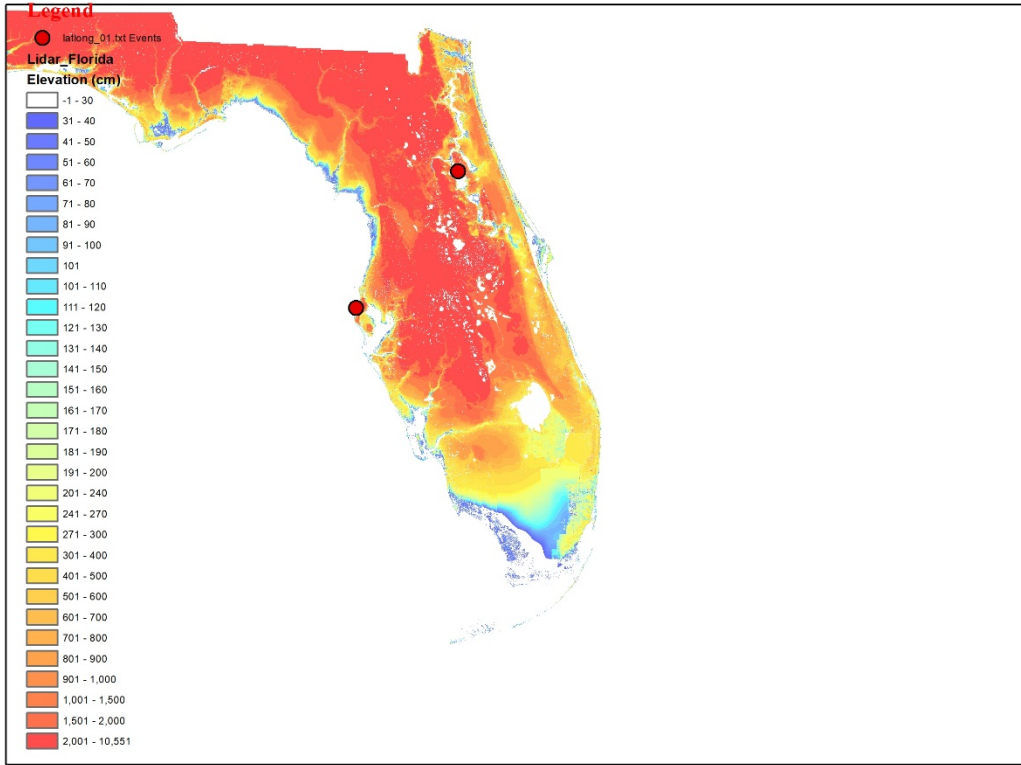 Legend
latlong_01.txt Events
Lidar_Florida
Elevation (cm)
-1 - 30
31 - 40
41 - 50
51 - 60
61 - 70
71 - 80
81 - 90
91 - 100
101
101 - 110
111 - 120
121 - 130
131 - 140
141 - 150
151 - 160
161 - 170
171 - 180
181 - 190
191 - 200
201 - 240
241 - 270
271 - 300
301 - 400
401 - 500
501 - 600
601 - 700
701 - 800
801 - 900
901 - 1,000
1,001 - 1,500
1,501 - 2,000
2,001 - 10,551